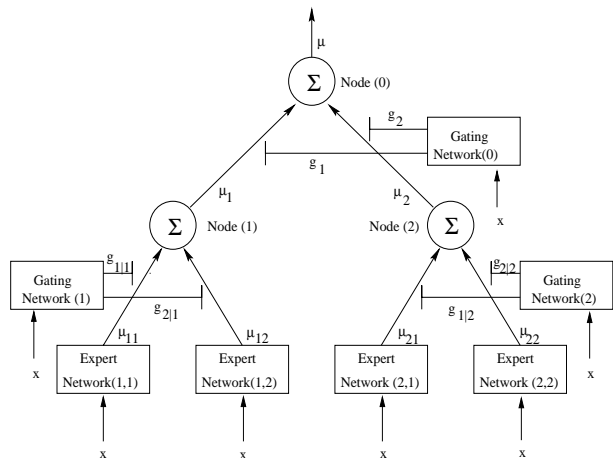 μ
Σ
Node (0)
g2
Gating
Network(0)
g1
x
μ1
μ2
Σ
Node (1)
Node (2)
Σ
g1|1
g2|2
Gating
Network (1)
Gating
Network(2)
g2|1
g1|2
x
x
μ11
μ12
μ21
μ22
Expert
Network(1,1)
Expert
Network(1,2)
Expert
Network (2,1)
Expert
Network (2,2)
x
x
x
x